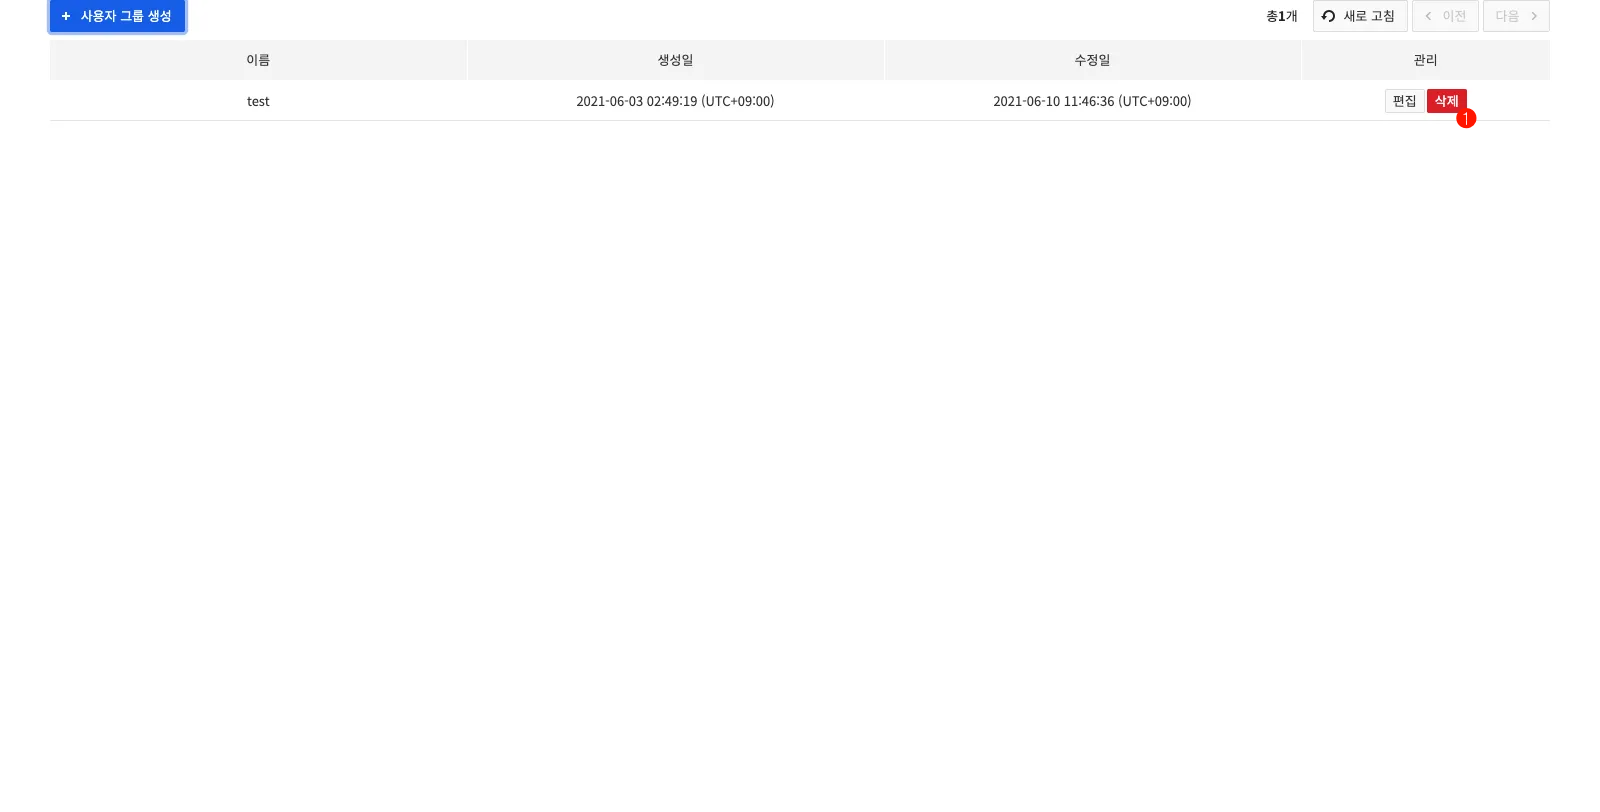 + 사용자 그룹 생성
총1개 새로 고침 이전 다음
이름 생성일 수정일 관리
test 2021-06-03 02:49:19 (UTC+09:00) 2021-06-10 11:46:36 (UTC+09:00) 편집 삭제
1